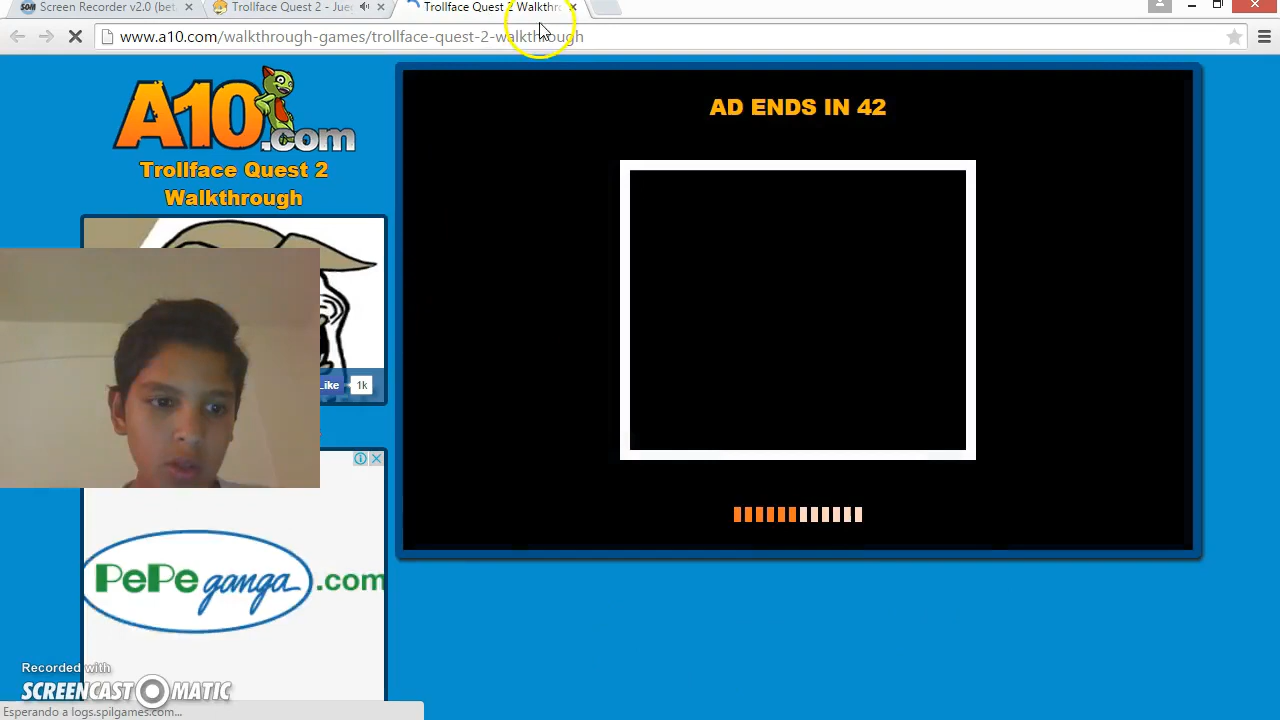 Screen Recorder v2.0 (bet
Trollface Quest 2 - Jue
Trollface Quest 2 Walkthr
www.a10.com/walkthrough-games/trollface-quest-2-walkthrough
A10.com
Trollface Quest 2
Walkthrough
AD ENDS IN 42
Like 1k
PePe ganga .com
Recorded with
SCREENCAST MATIC
Esperando a logs.spilgames.com...